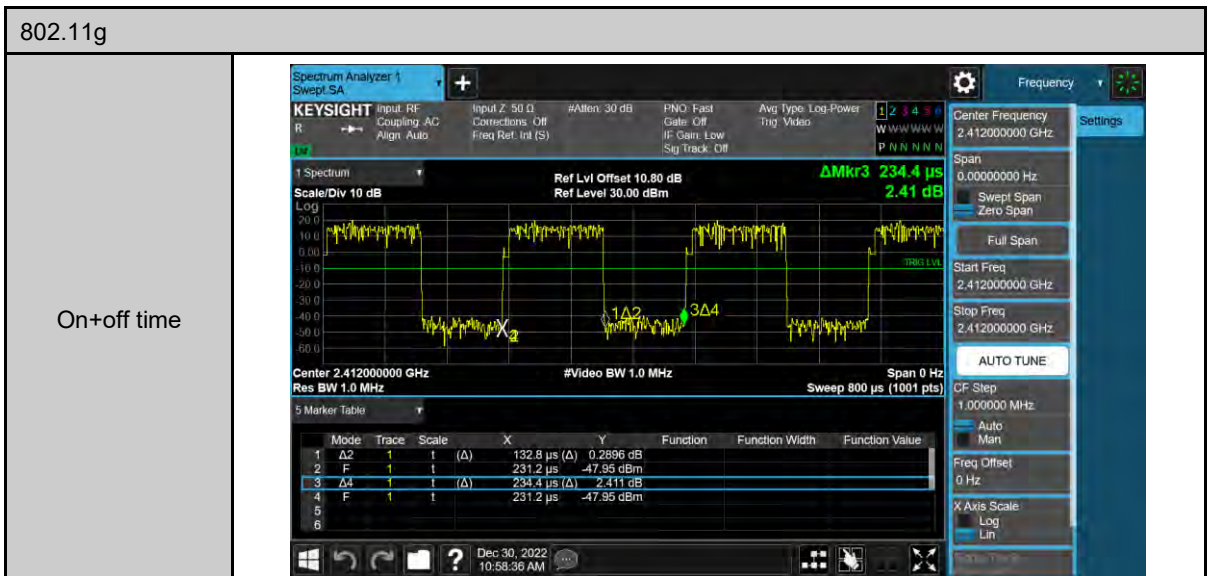 802.11g
On+off time
Spectrum Analyzer 1
Swept SA
+
Frequency
KEYSIGHT
R
Input: RF
Coupling: AC
Align: Auto
Input Z: 50 Ω
Corrections: Off
Freq Ref: Int (S)
#Atten: 30 dB
PNO: Fast
Gate: Off
IF Gain: Low
Sig Track: Off
Avg Type: Log-Power
Trig: Video
1 2 3 4 5 6
W W W W W W
P N N N N N
1 Spectrum
Scale/Div 10 dB
Ref Lvl Offset 10.80 dB
Ref Level 30.00 dBm
ΔMkr3 234.4 µs
2.41 dB
Log
20.0
10.0
0.00
-10.0
-20.0
-30.0
-40.0
-50.0
-60.0
TRIG LVL
1Δ2
3Δ4
Center 2.412000000 GHz
Res BW 1.0 MHz
#Video BW 1.0 MHz
Span 0 Hz
Sweep 800 µs (1001 pts)
5 Marker Table
Mode Trace Scale X Y Function Function Width Function Value
1 Δ2 1 t (Δ) 132.8 µs (Δ) 0.2896 dB
2 F 1 t 231.2 µs -47.95 dBm
3 Δ4 1 t (Δ) 234.4 µs (Δ) 2.411 dB
4 F 1 t 231.2 µs -47.95 dBm
5
6
Dec 30, 2022
10:58:36 AM
Center Frequency
2.412000000 GHz
Settings
Span
0.00000000 Hz
Swept Span
Zero Span
Full Span
Start Freq
2.412000000 GHz
Stop Freq
2.412000000 GHz
AUTO TUNE
CF Step
1.000000 MHz
Auto
Man
Freq Offset
0 Hz
X Axis Scale
Log
Lin